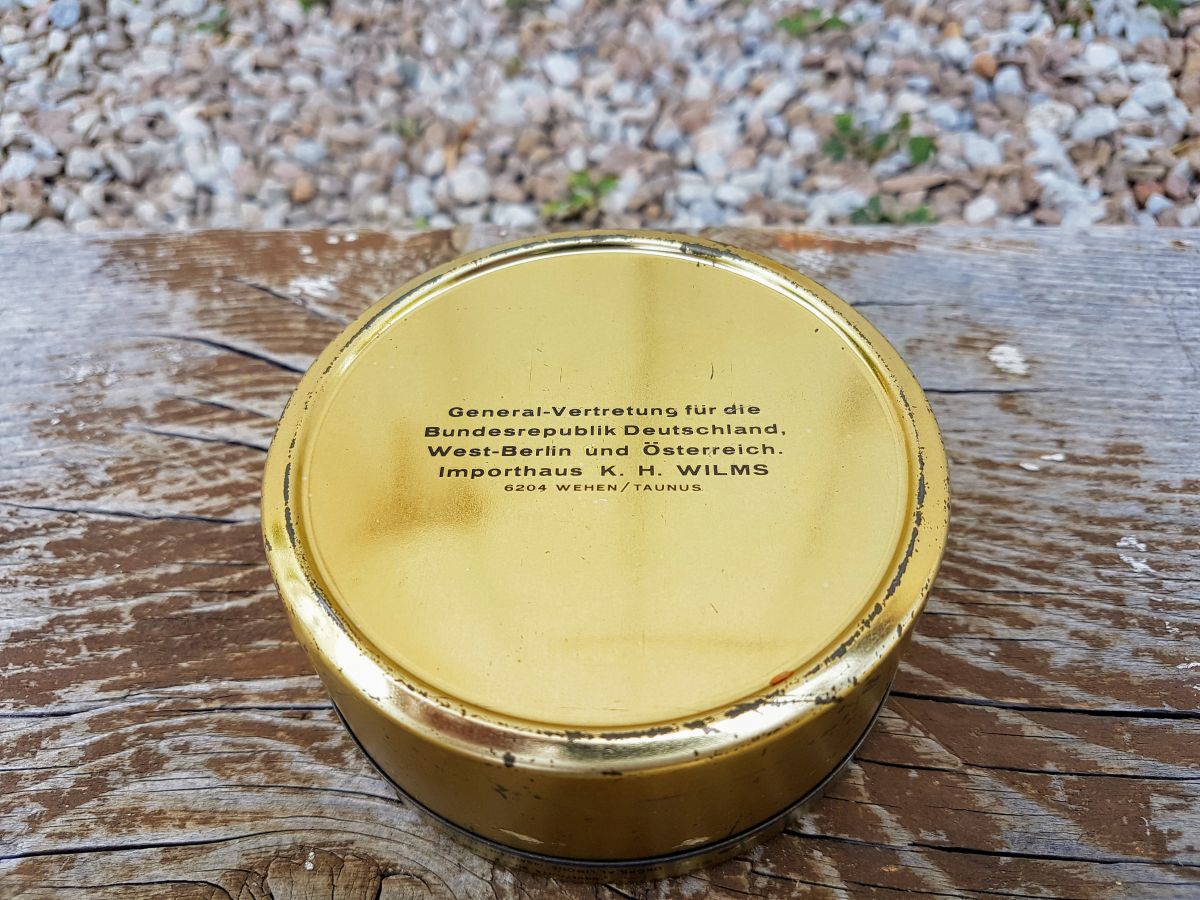 General-Vertretung für die
Bundesrepublik Deutschland,
West-Berlin und Österreich.
Importhaus K. H. WILMS
6204 WEHEN/TAUNUS